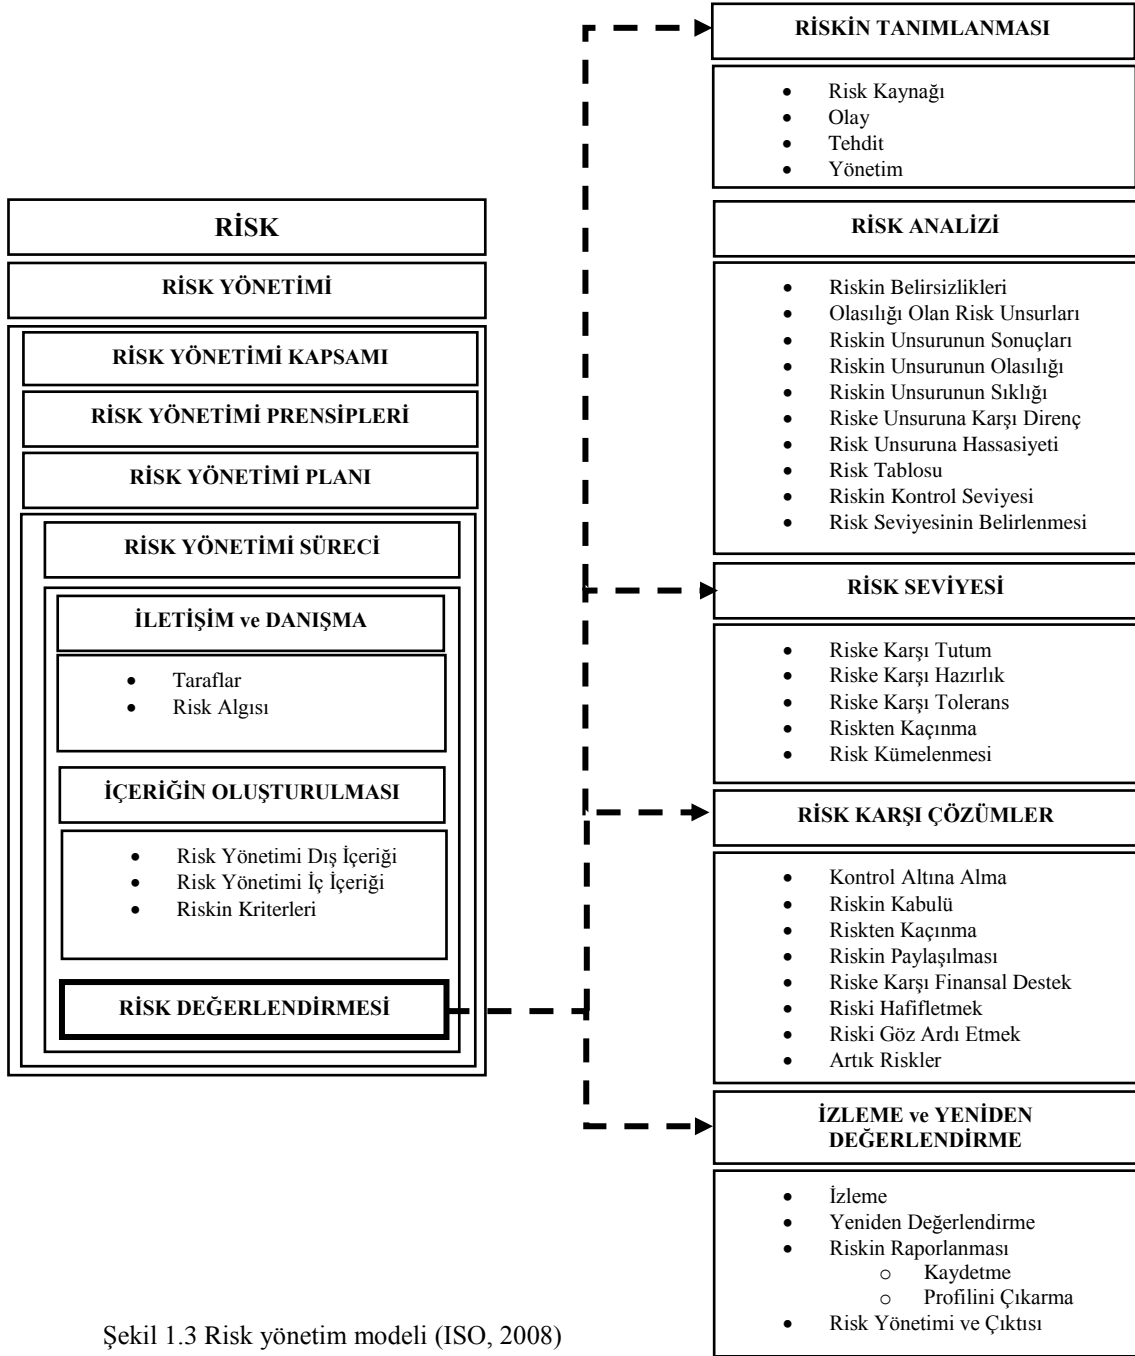 RİSK
RİSK YÖNETİMİ
RİSK YÖNETİMİ KAPSAMI
RİSK YÖNETİMİ PRENSİPLERİ
RİSK YÖNETİMİ PLANI
RİSK YÖNETİMİ SÜRECİ
İLETİŞİM ve DANIŞMA
• Taraflar
• Risk Algısı
İÇERİĞİN OLUŞTURULMASI
• Risk Yönetimi Dış İçeriği
• Risk Yönetimi İç İçeriği
• Riskin Kriterleri
RİSK DEĞERLENDİRMESİ
RİSKİN TANIMLANMASI
• Risk Kaynağı
• Olay
• Tehdit
• Yönetim
RİSK ANALİZİ
• Riskin Belirsizlikleri
• Olasılığı Olan Risk Unsurları
• Riskin Unsurunun Sonuçları
• Riskin Unsurunun Olasılığı
• Riskin Unsurunun Sıklığı
• Riske Unsuruna Karşı Direnç
• Risk Unsuruna Hassasiyeti
• Risk Tablosu
• Riskin Kontrol Seviyesi
• Risk Seviyesinin Belirlenmesi
RİSK SEVİYESİ
• Riske Karşı Tutum
• Riske Karşı Hazırlık
• Riske Karşı Tolerans
• Riskten Kaçınma
• Risk Kümelenmesi
RİSK KARŞI ÇÖZÜMLER
• Kontrol Altına Alma
• Riskin Kabulü
• Riskten Kaçınma
• Riskin Paylaşılması
• Riske Karşı Finansal Destek
• Riski Hafifletmek
• Riski Göz Ardı Etmek
• Artık Riskler
İZLEME ve YENİDEN
DEĞERLENDİRME
• İzleme
• Yeniden Değerlendirme
• Riskin Raporlanması
o Kaydetme
o Profilini Çıkarma
• Risk Yönetimi ve Çıktısı
Şekil 1.3 Risk yönetim modeli (ISO, 2008)